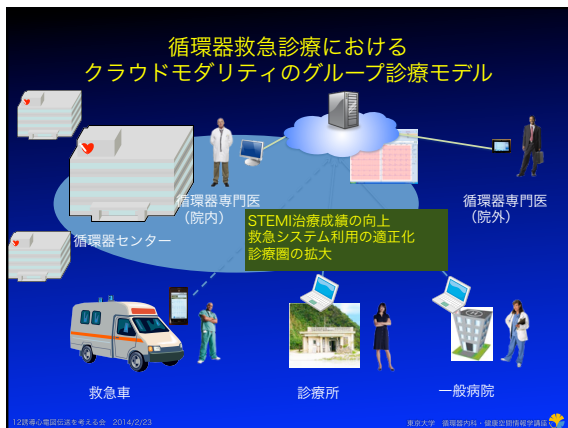 循環器救急診療における
クラウドモダリティのグループ診療モデル
循環器専門医
（院内）
循環器専門医
（院外）
循環器センター
STEMI治療成績の向上
救急システム利用の適正化
診療圏の拡大
救急車
診療所
一般病院
12誘導心電図伝送を考える会 2014/2/23
東京大学 循環器内科・健康空間情報学講座